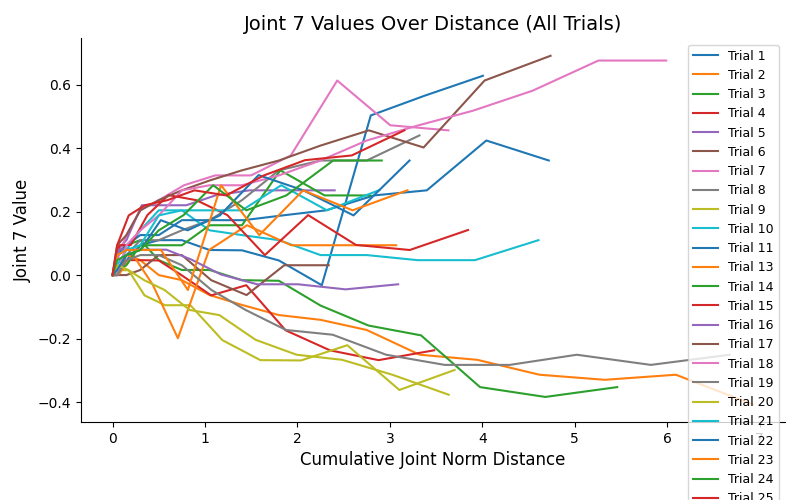 Joint 7 Values Over Distance (All Trials)
Joint 7 Value
0.6
0.4
0.2
0.0
−0.2
−0.4
0 1 2 3 4 5 6
Cumulative Joint Norm Distance
Trial 1
Trial 2
Trial 3
Trial 4
Trial 5
Trial 6
Trial 7
Trial 8
Trial 9
Trial 10
Trial 11
Trial 13
Trial 14
Trial 15
Trial 16
Trial 17
Trial 18
Trial 19
Trial 20
Trial 21
Trial 22
Trial 23
Trial 24
Trial 25